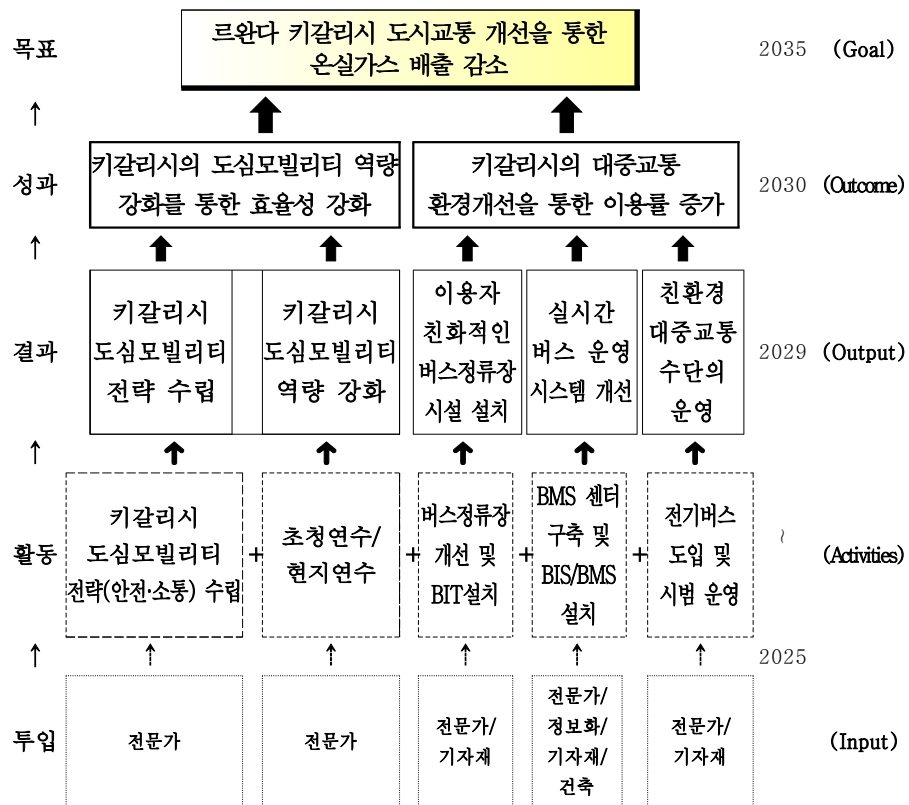 르완다 키갈리시 도시교통 개선을 통한
온실가스 배출 감소
목표
2035
(Goal)
↑
키갈리시의 도심모빌리티 역량
강화를 통한 효율성 강화
키갈리시의 대중교통
환경개선을 통한 이용률 증가
성과
2030
(Outcome)
↑
키갈리시
도심모빌리티
전략 수립
키갈리시
도심모빌리티
역량 강화
이용자
친화적인
버스정류장
시설 설치
실시간
버스 운영
시스템 개선
친환경
대중교통
수단의
운영
결과
2029
(Output)
↑
키갈리시
도심모빌리티
전략(안전·소통) 수립
+
초청연수/
현지연수
+
버스정류장
개선 및
BIT설치
+
BMS 센터
구축 및
BIS/BMS
설치
+
전기버스
도입 및
시범 운영
활동
~
(Activities)
↑
2025
투입
전문가
전문가
전문가/
기자재
전문가/
정보화/
기자재/
건축
전문가/
기자재
(Input)